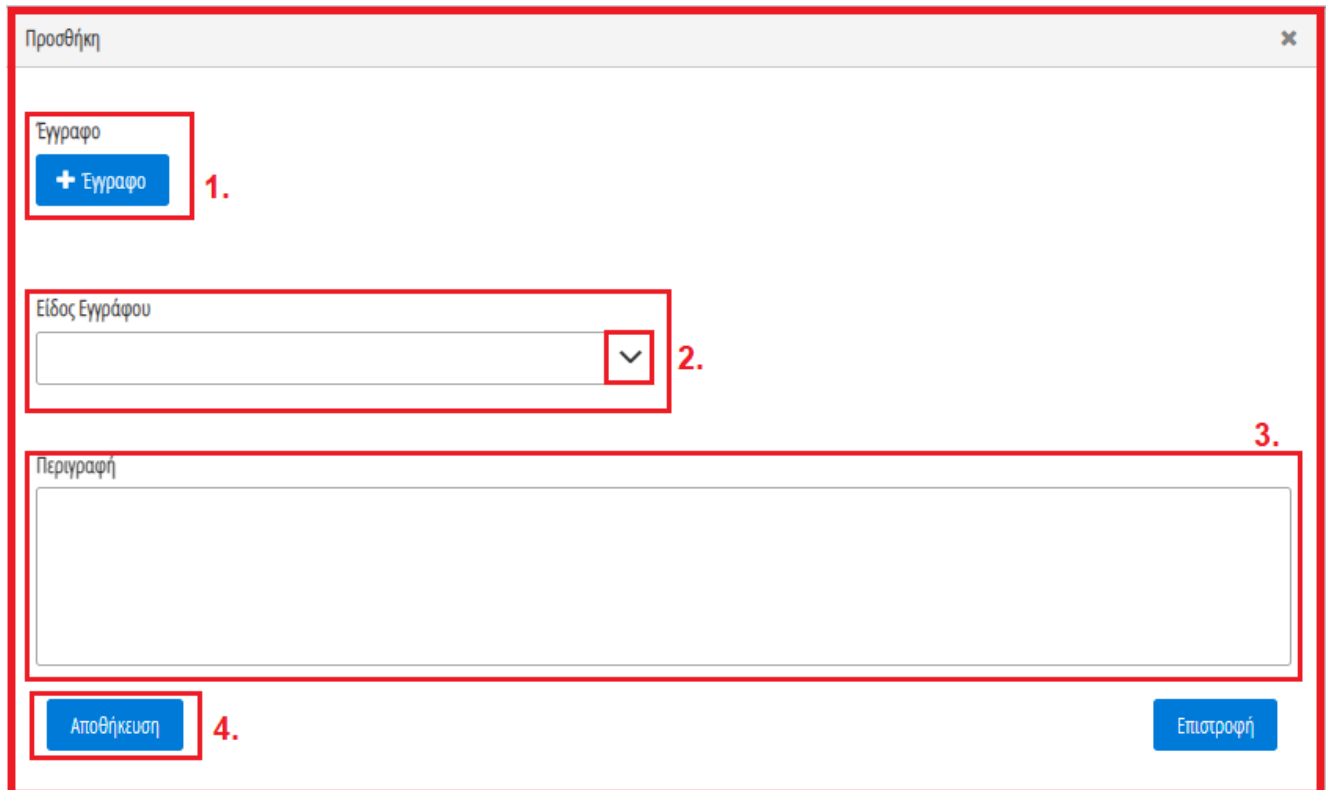 Προσθήκη
Έγγραφο
Έγγραφο
1.
Είδος Εγγράφου
2.
3.
Περιγραφή
Αποθήκευση
4.
Επιστροφή